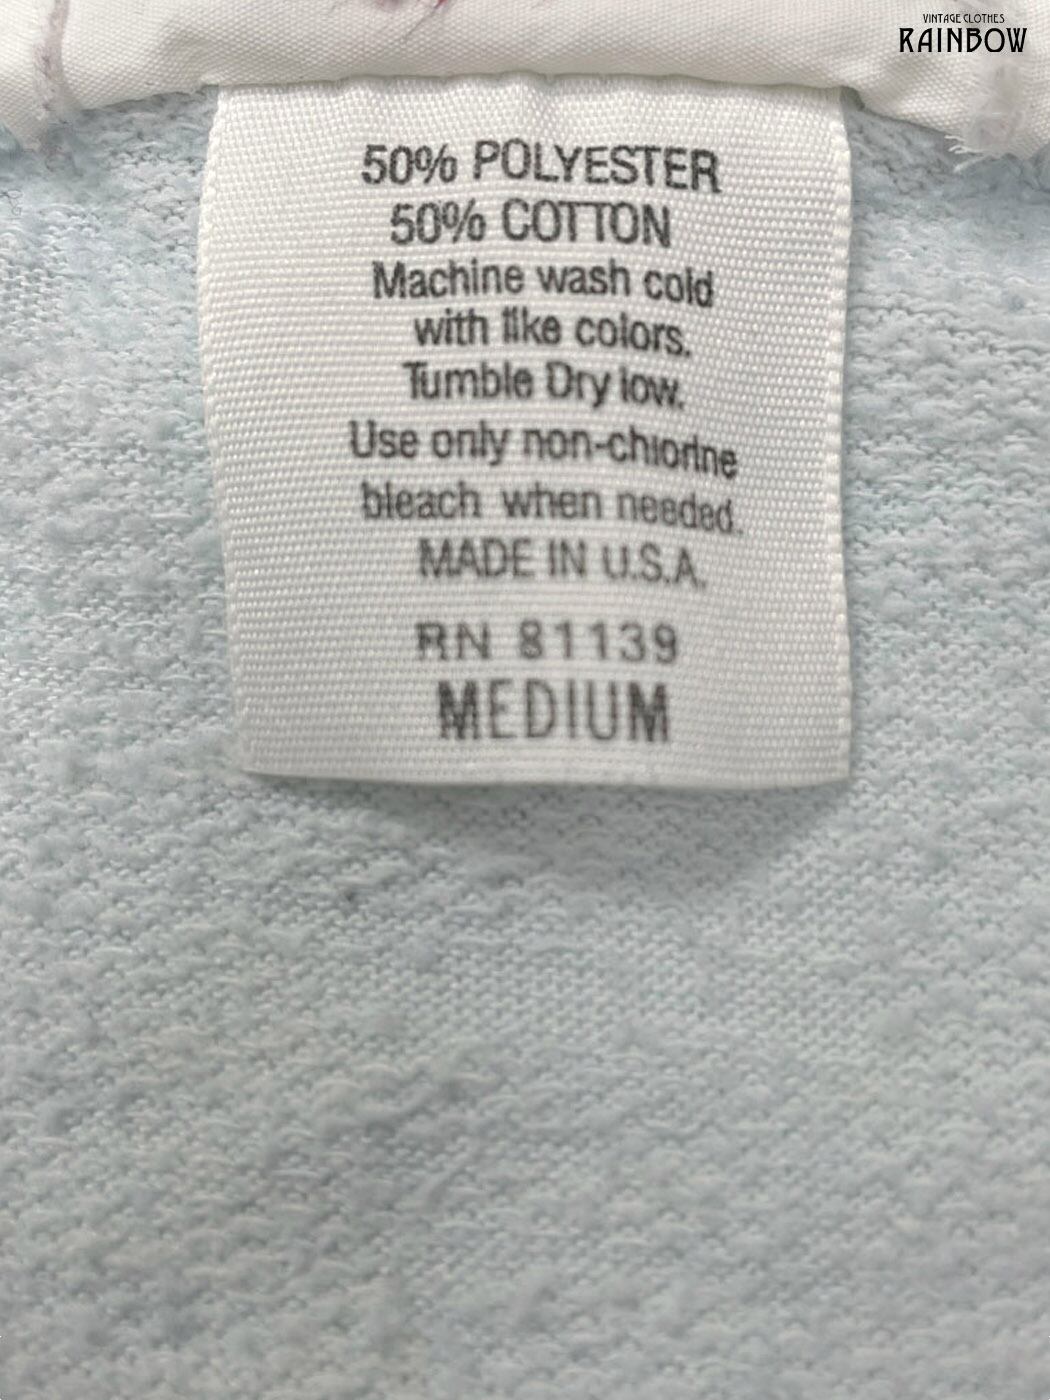 VINTAGE CLOTHES
RAINBOW
50% POLYESTER
50% COTTON
Machine wash cold
with like colors.
Tumble Dry low.
Use only non-chlorine
bleach when needed.
MADE IN U.S.A.
RN 81139
MEDIUM